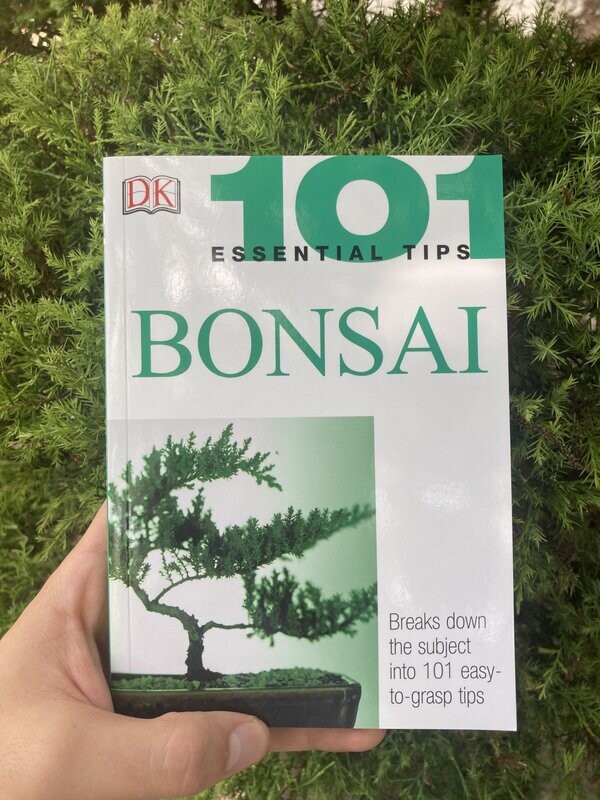 DK
101
ESSENTIAL TIPS
BONSAI
Breaks down
the subject
into 101 easy-
to-grasp tips